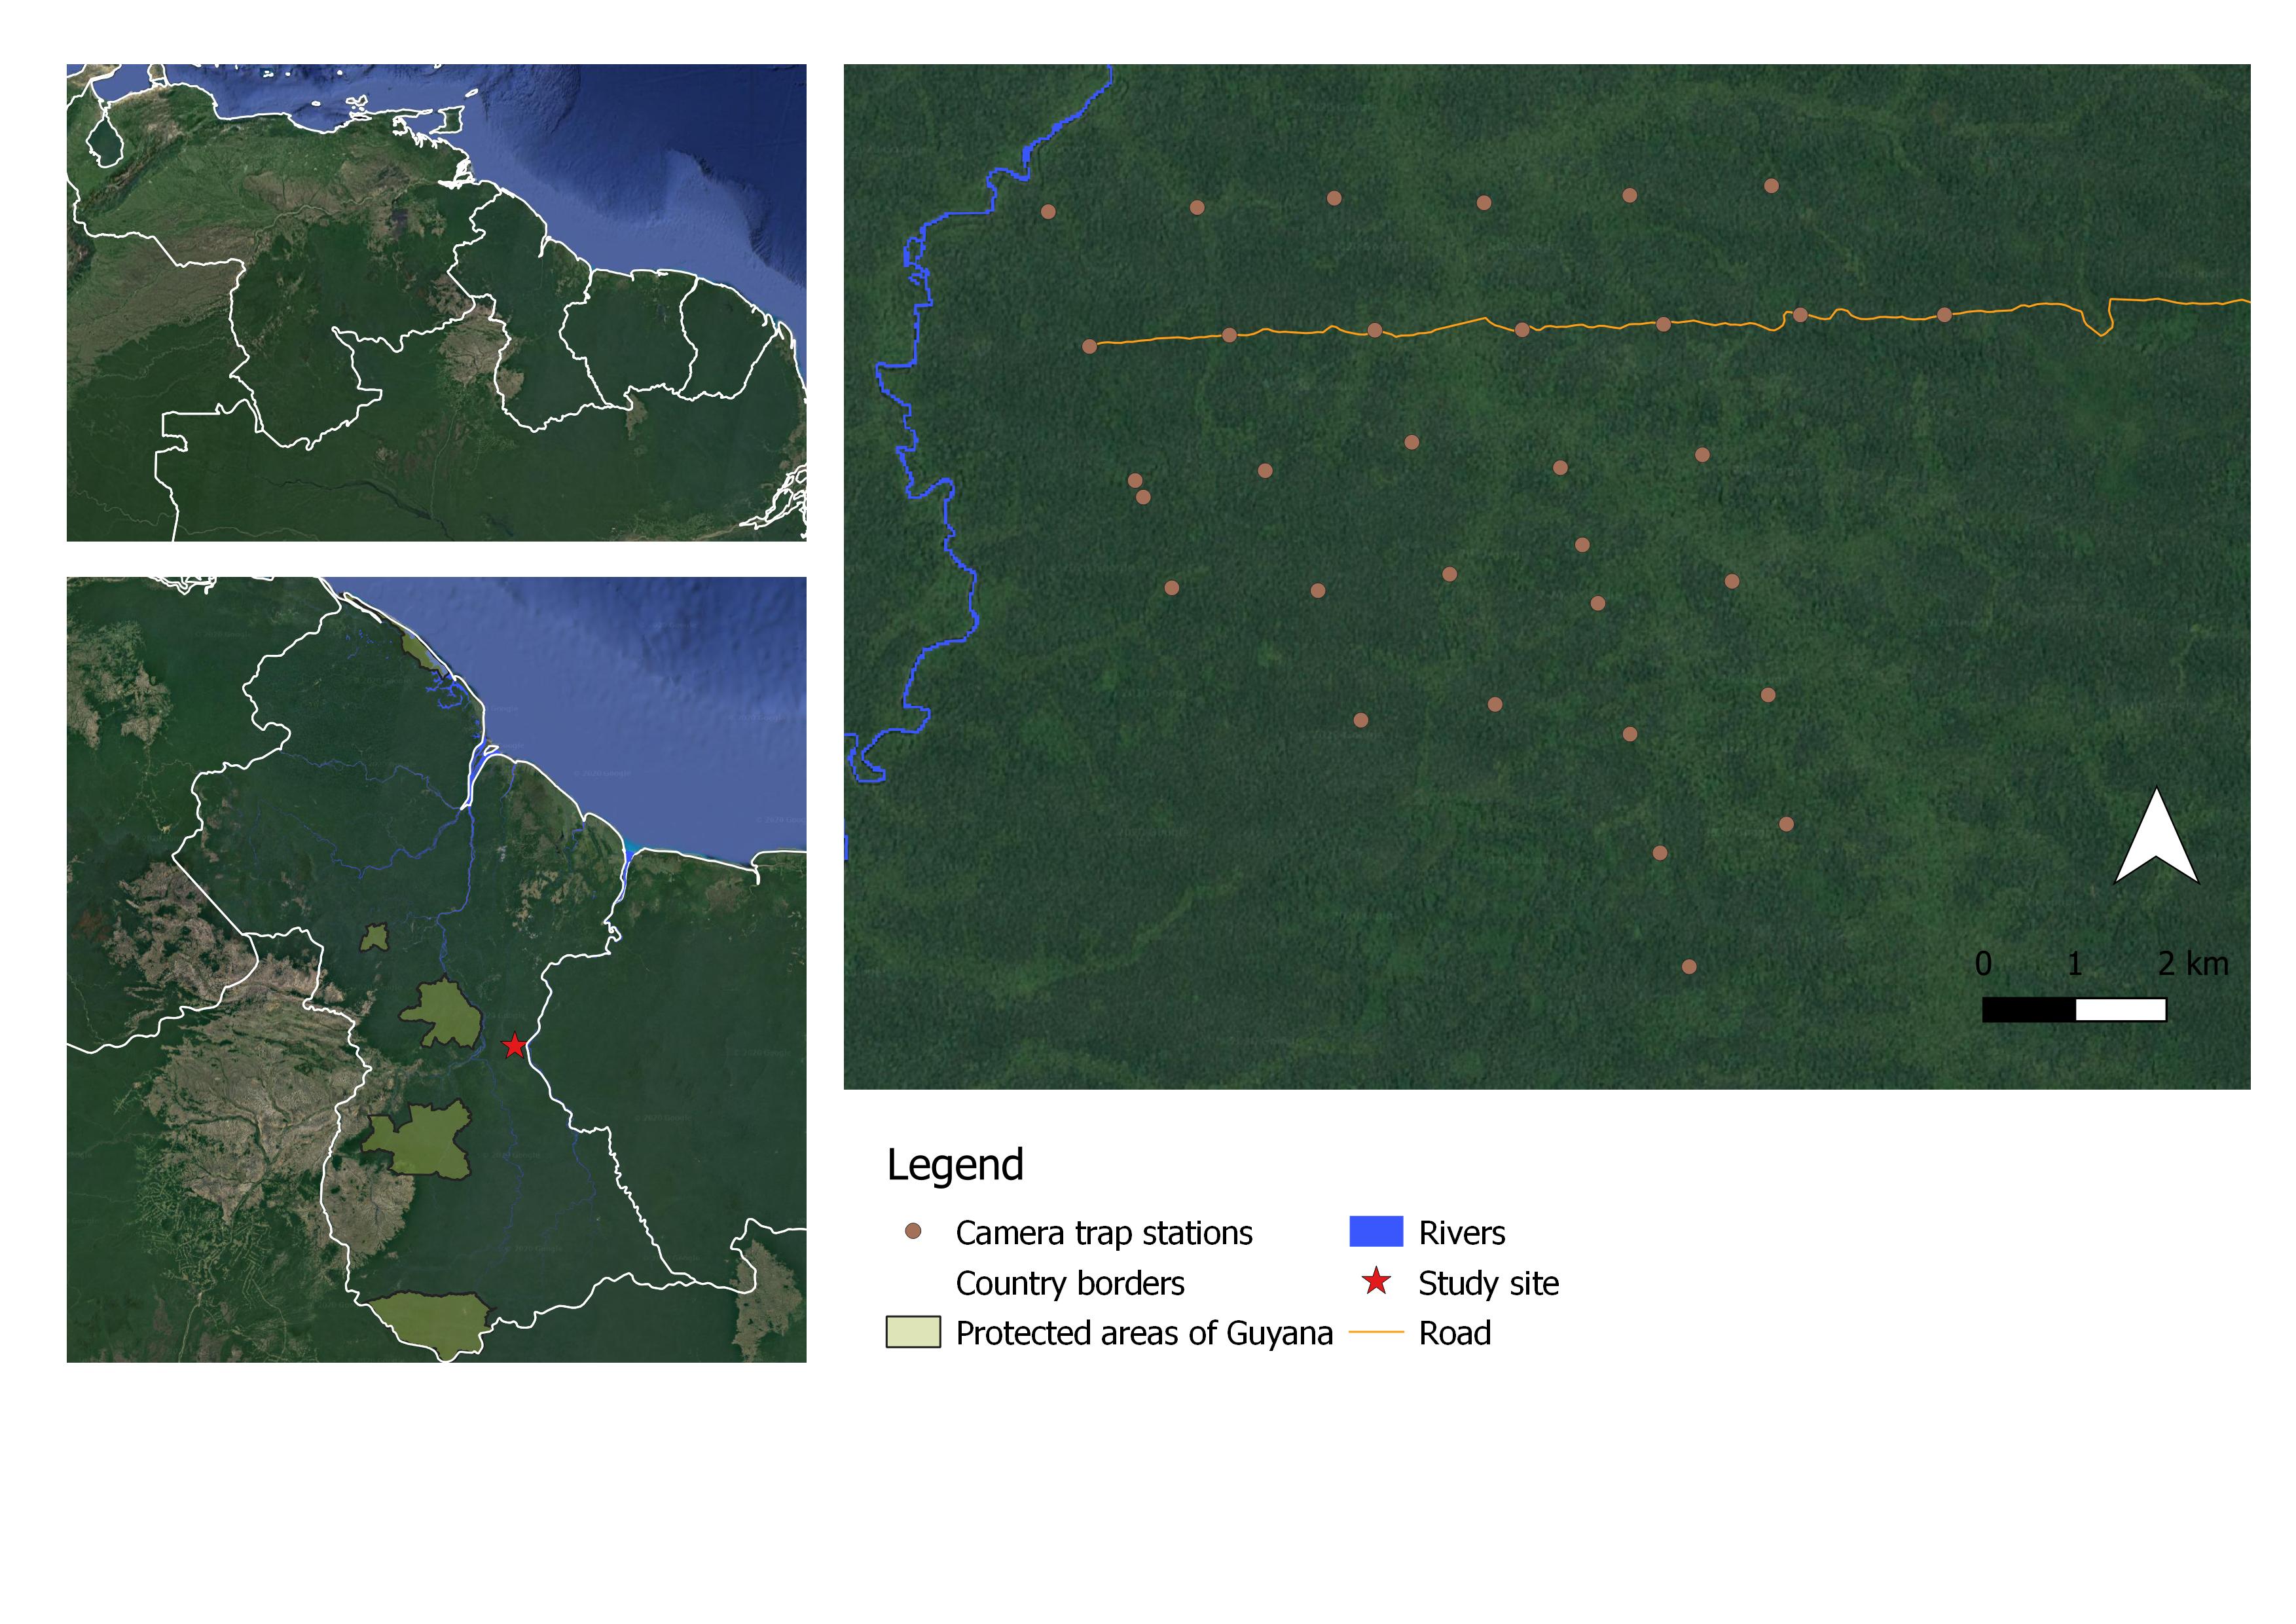 0 1 2 km
Legend
Camera trap stations
Country borders
Protected areas of Guyana
Rivers
Study site
Road